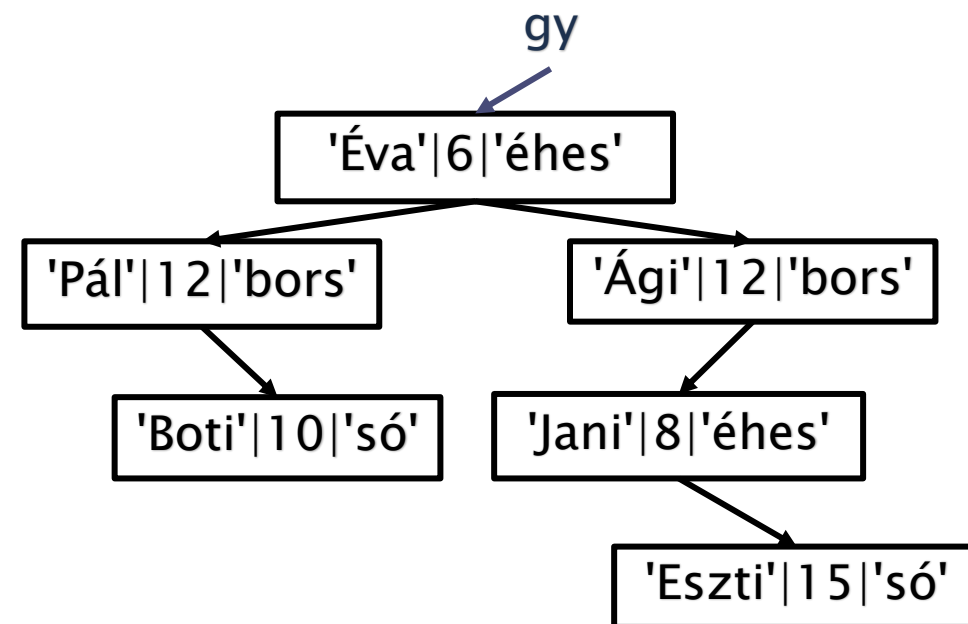 gy
'Éva'|6|'éhes'
'Pál'|12|'bors'
'Ági'|12|'bors'
'Boti'|10|'só'
'Jani'|8|'éhes'
'Eszti'|15|'só'